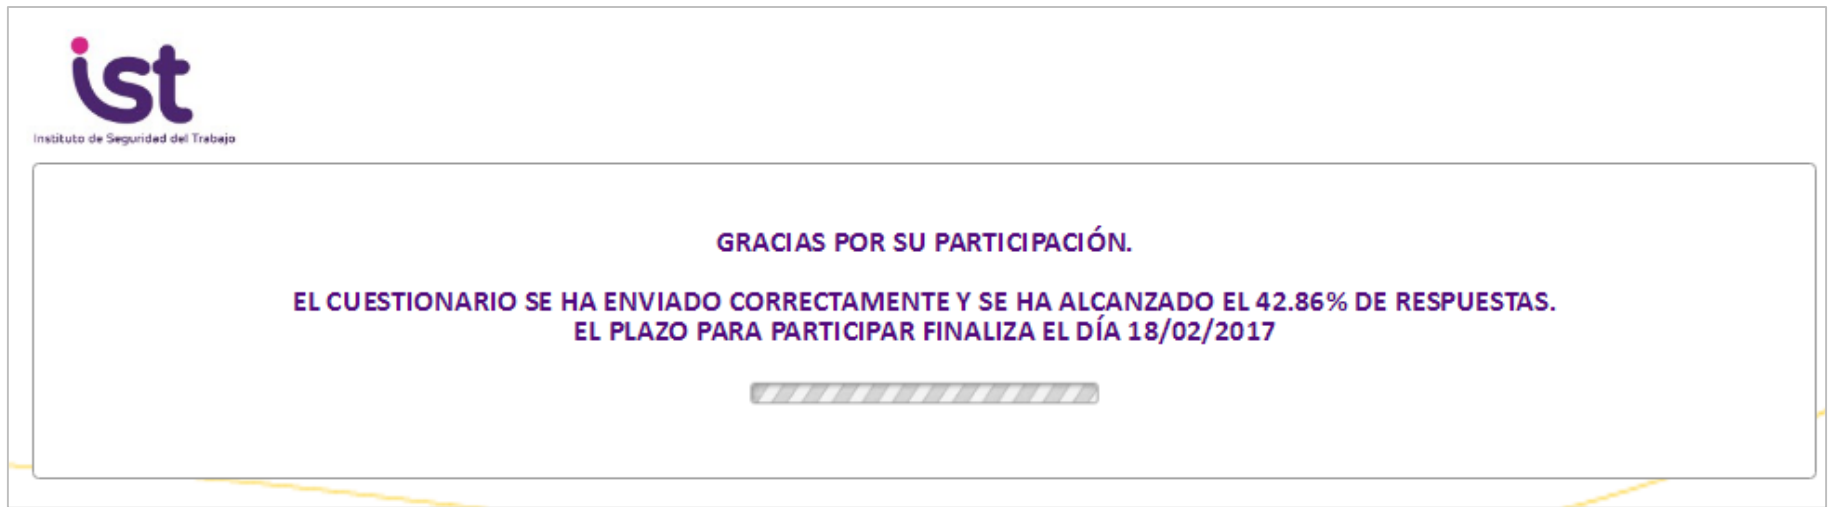 ist
Instituto de Seguridad del Trabajo
GRACIAS POR SU PARTICIPACIÓN.
EL CUESTIONARIO SE HA ENVIADO CORRECTAMENTE Y SE HA ALCANZADO EL 42.86% DE RESPUESTAS.
EL PLAZO PARA PARTICIPAR FINALIZA EL DÍA 18/02/2017